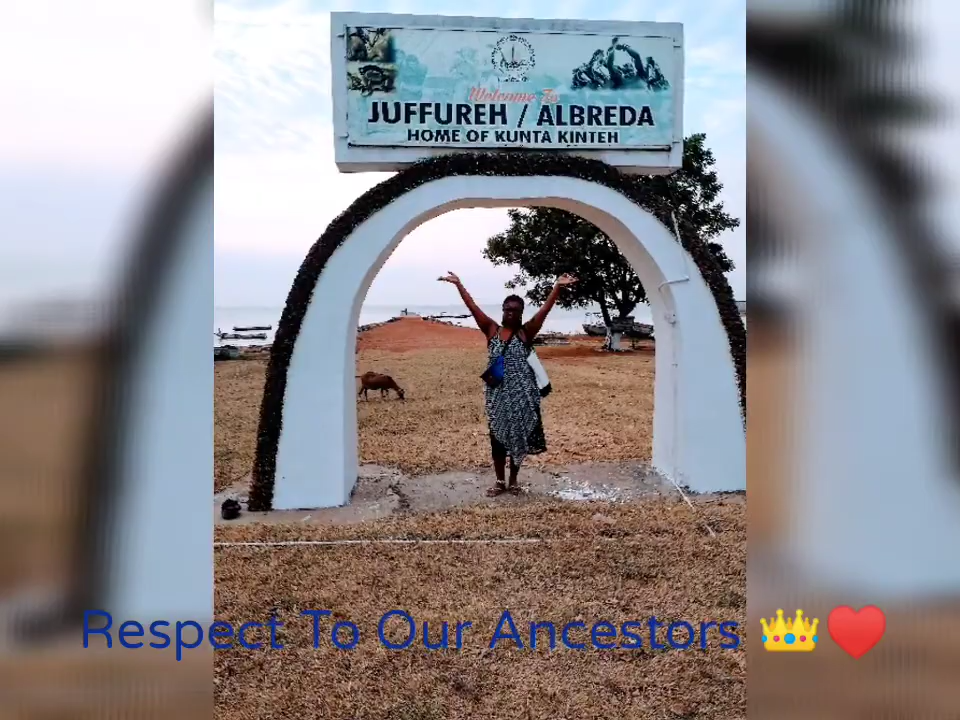 Welcome To
JUFFUREH / ALBREDA
HOME OF KUNTA KINTEH
Respect To Our Ancestors 👑❤️